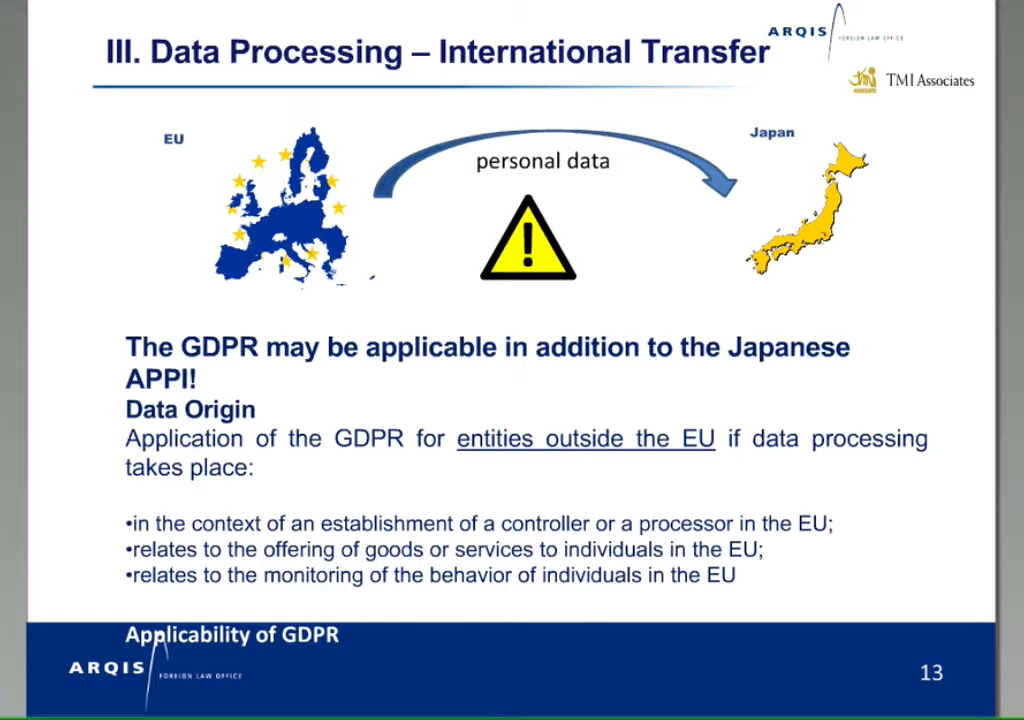 III. Data Processing – International Transfer
ARQIS
FOREIGN LAW OFFICE
TMI
ASSOCIATES
TMI Associates
EU
Japan
personal data
!
The GDPR may be applicable in addition to the Japanese
APPI!
Data Origin
Application of the GDPR for entities outside the EU if data processing
takes place:
•in the context of an establishment of a controller or a processor in the EU;
•relates to the offering of goods or services to individuals in the EU;
•relates to the monitoring of the behavior of individuals in the EU
Applicability of GDPR
ARQIS
FOREIGN LAW OFFICE
13